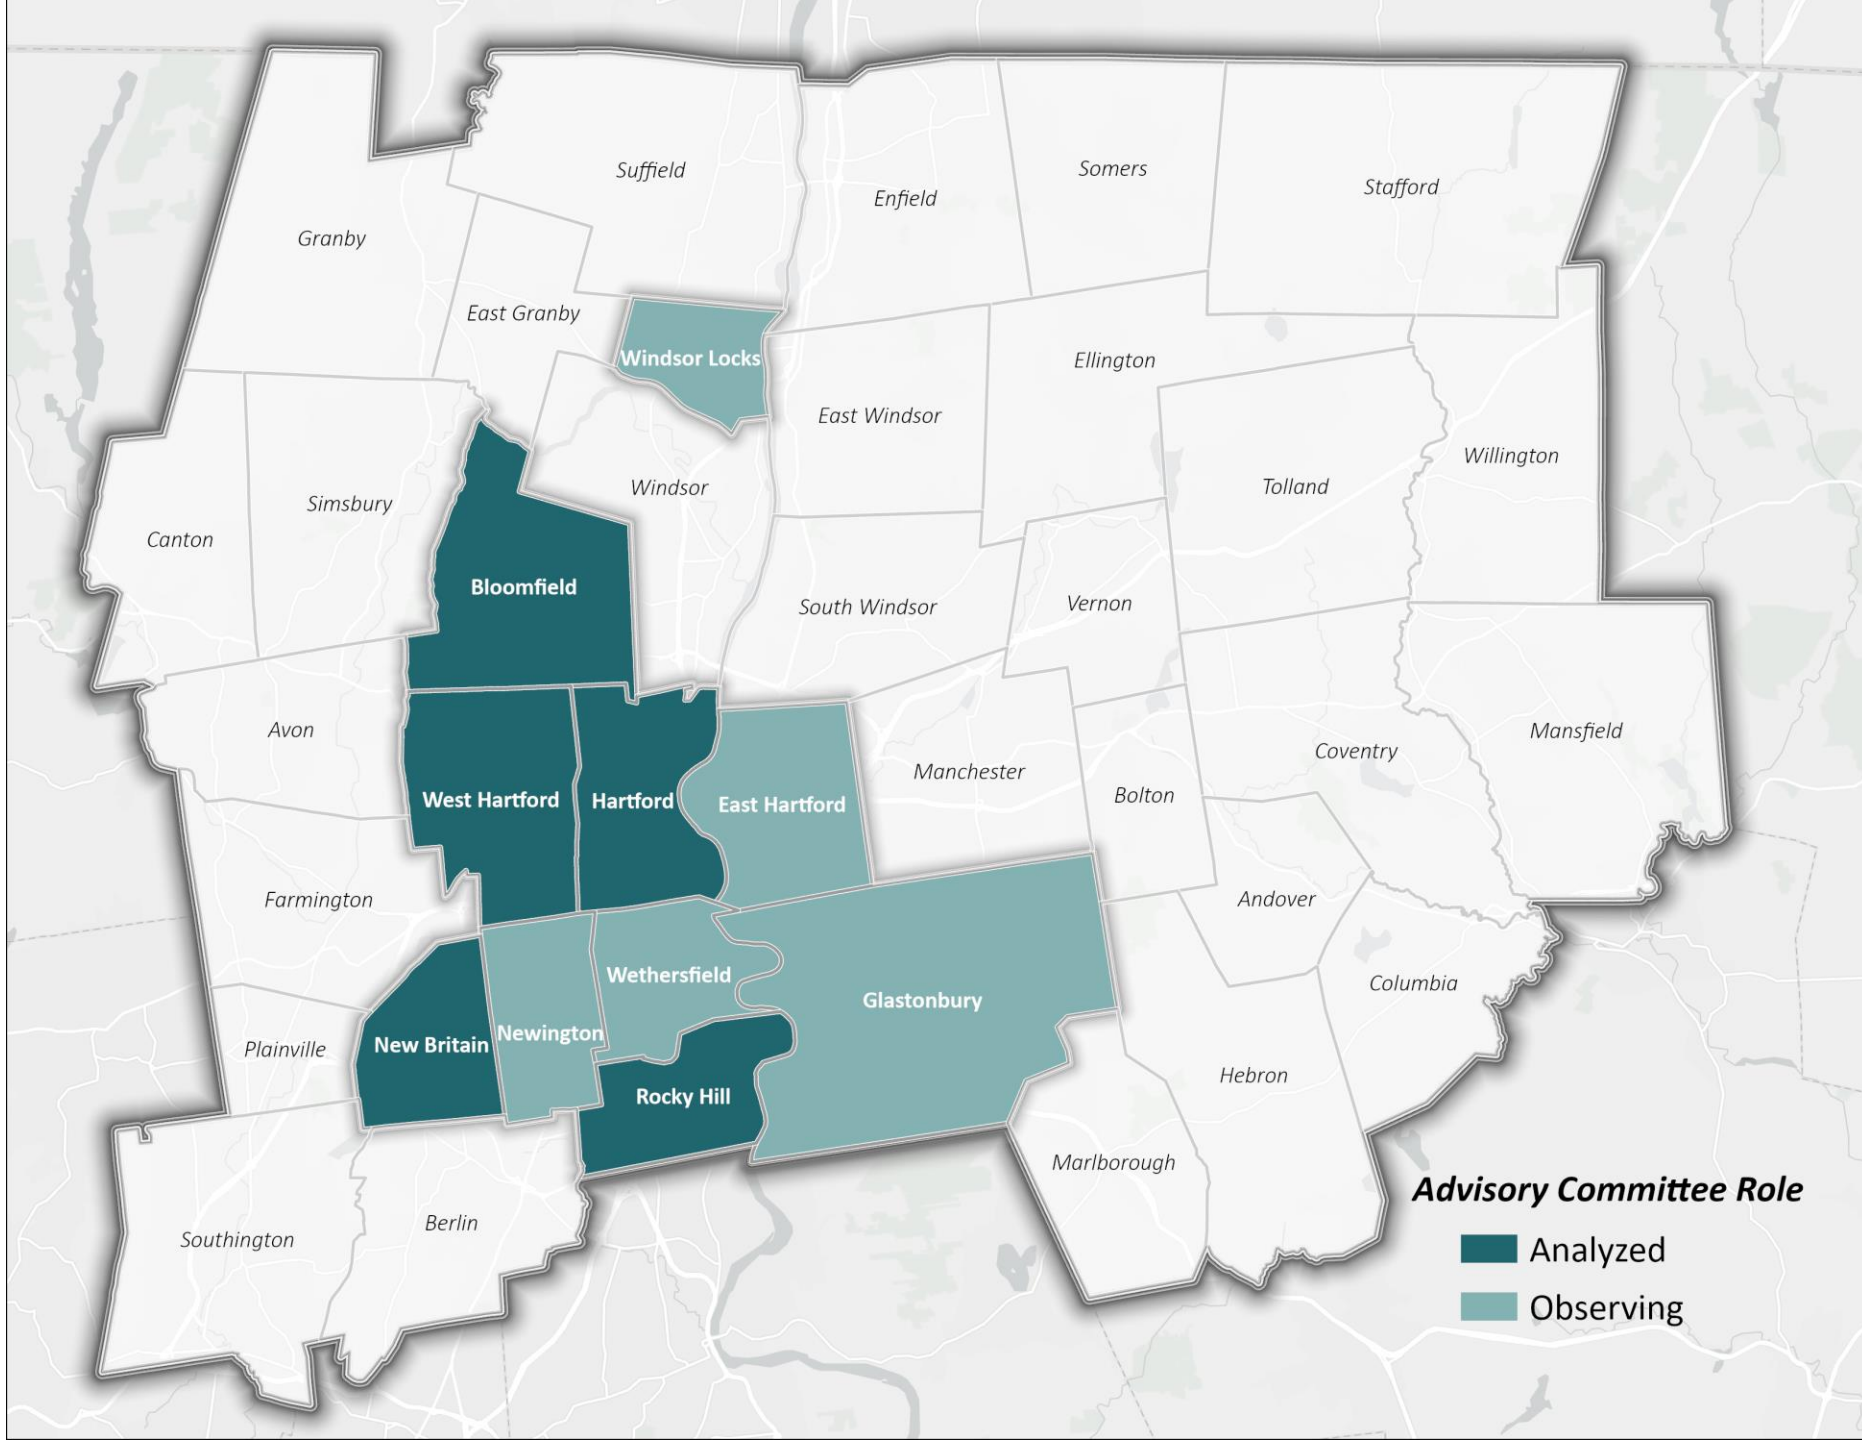 Suffield
Somers
Stafford
Enfield
Granby
East Granby
Windsor Locks
Ellington
East Windsor
Willington
Windsor
Tolland
Simsbury
Canton
Bloomfield
South Windsor
Vernon
Avon
Mansfield
Coventry
Manchester
Bolton
West Hartford
Hartford
East Hartford
Farmington
Andover
Wethersfield
Columbia
Glastonbury
Newington
New Britain
Plainville
Hebron
Rocky Hill
Marlborough
Berlin
Southington
Advisory Committee Role
Analyzed
Observing